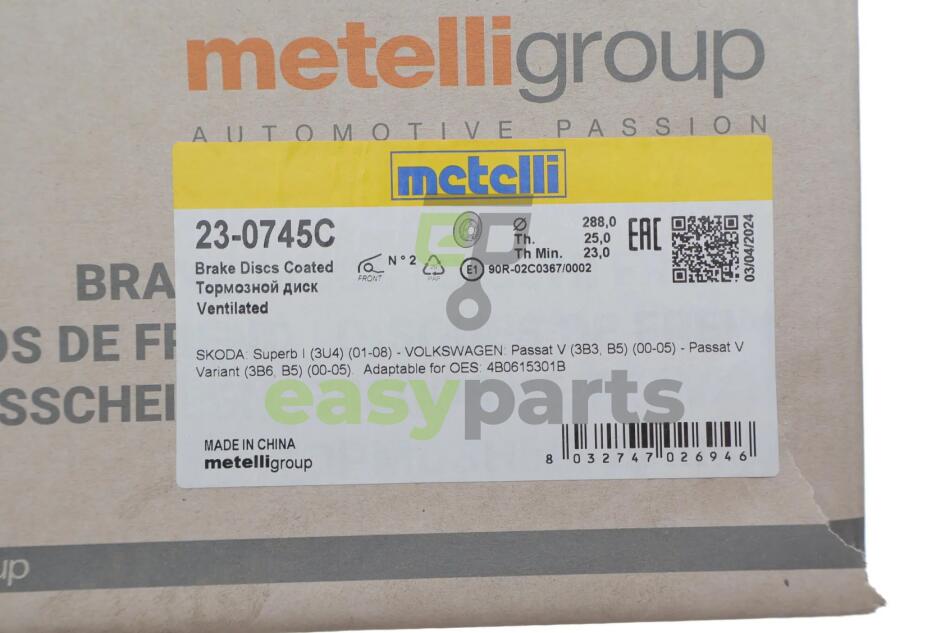 metelligroup
AUTOMOTIVE PASSION
metelli
23-0745C
Ø 288,0
Th. 25,0
Th Min. 23,0
EAC
03/04/2024
Brake Discs Coated
Тормозной диск
Ventilated
FRONT
N°2
PAP
E1 90R-02C0367/0002
BRA
OS DE FR
SSCHEI
SKODA: Superb I (3U4) (01-08) - VOLKSWAGEN: Passat V (3B3, B5) (00-05) - Passat V
Variant (3B6, B5) (00-05). Adaptable for OES: 4B0615301B
easyparts
MADE IN CHINA
metelligroup
8 032747 026946
up